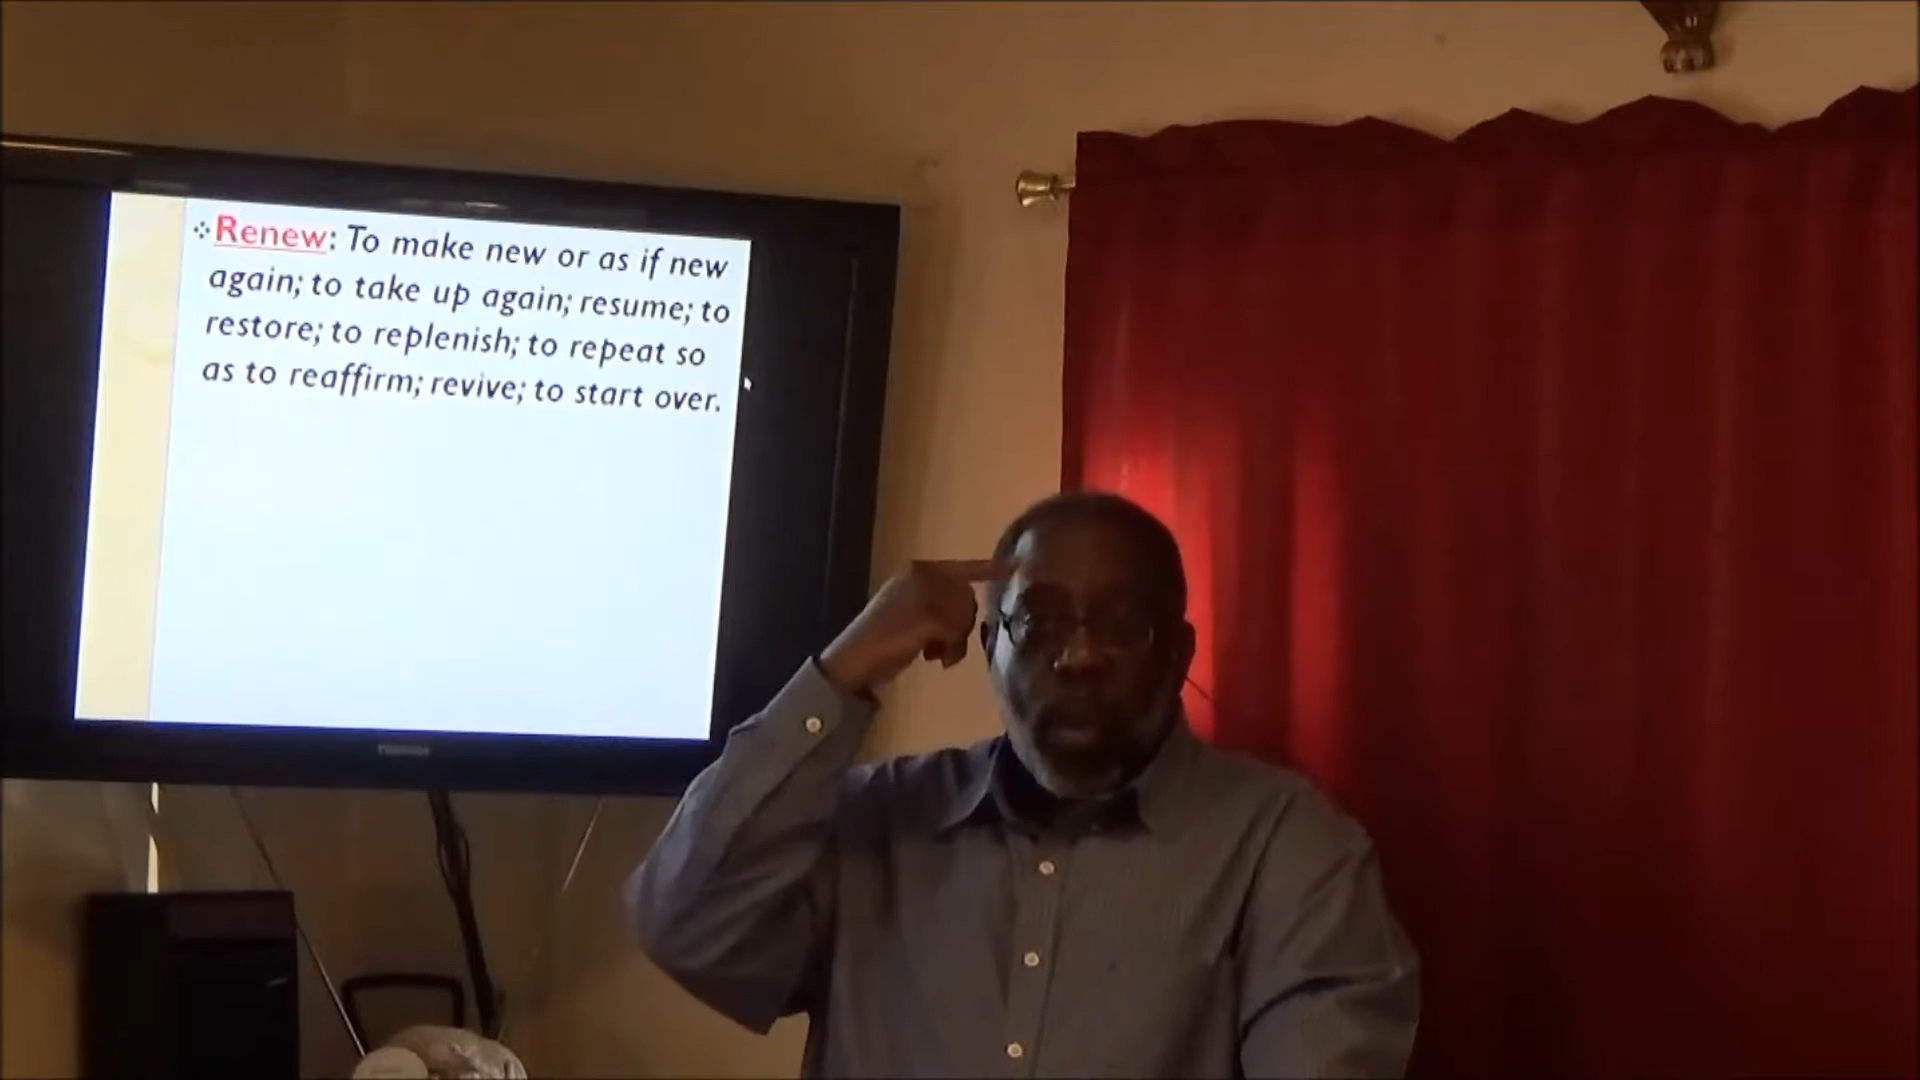 Renew: To make new or as if new
again; to take up again; resume; to
restore; to replenish; to repeat so
as to reaffirm; revive; to start over.
TOSHIBA